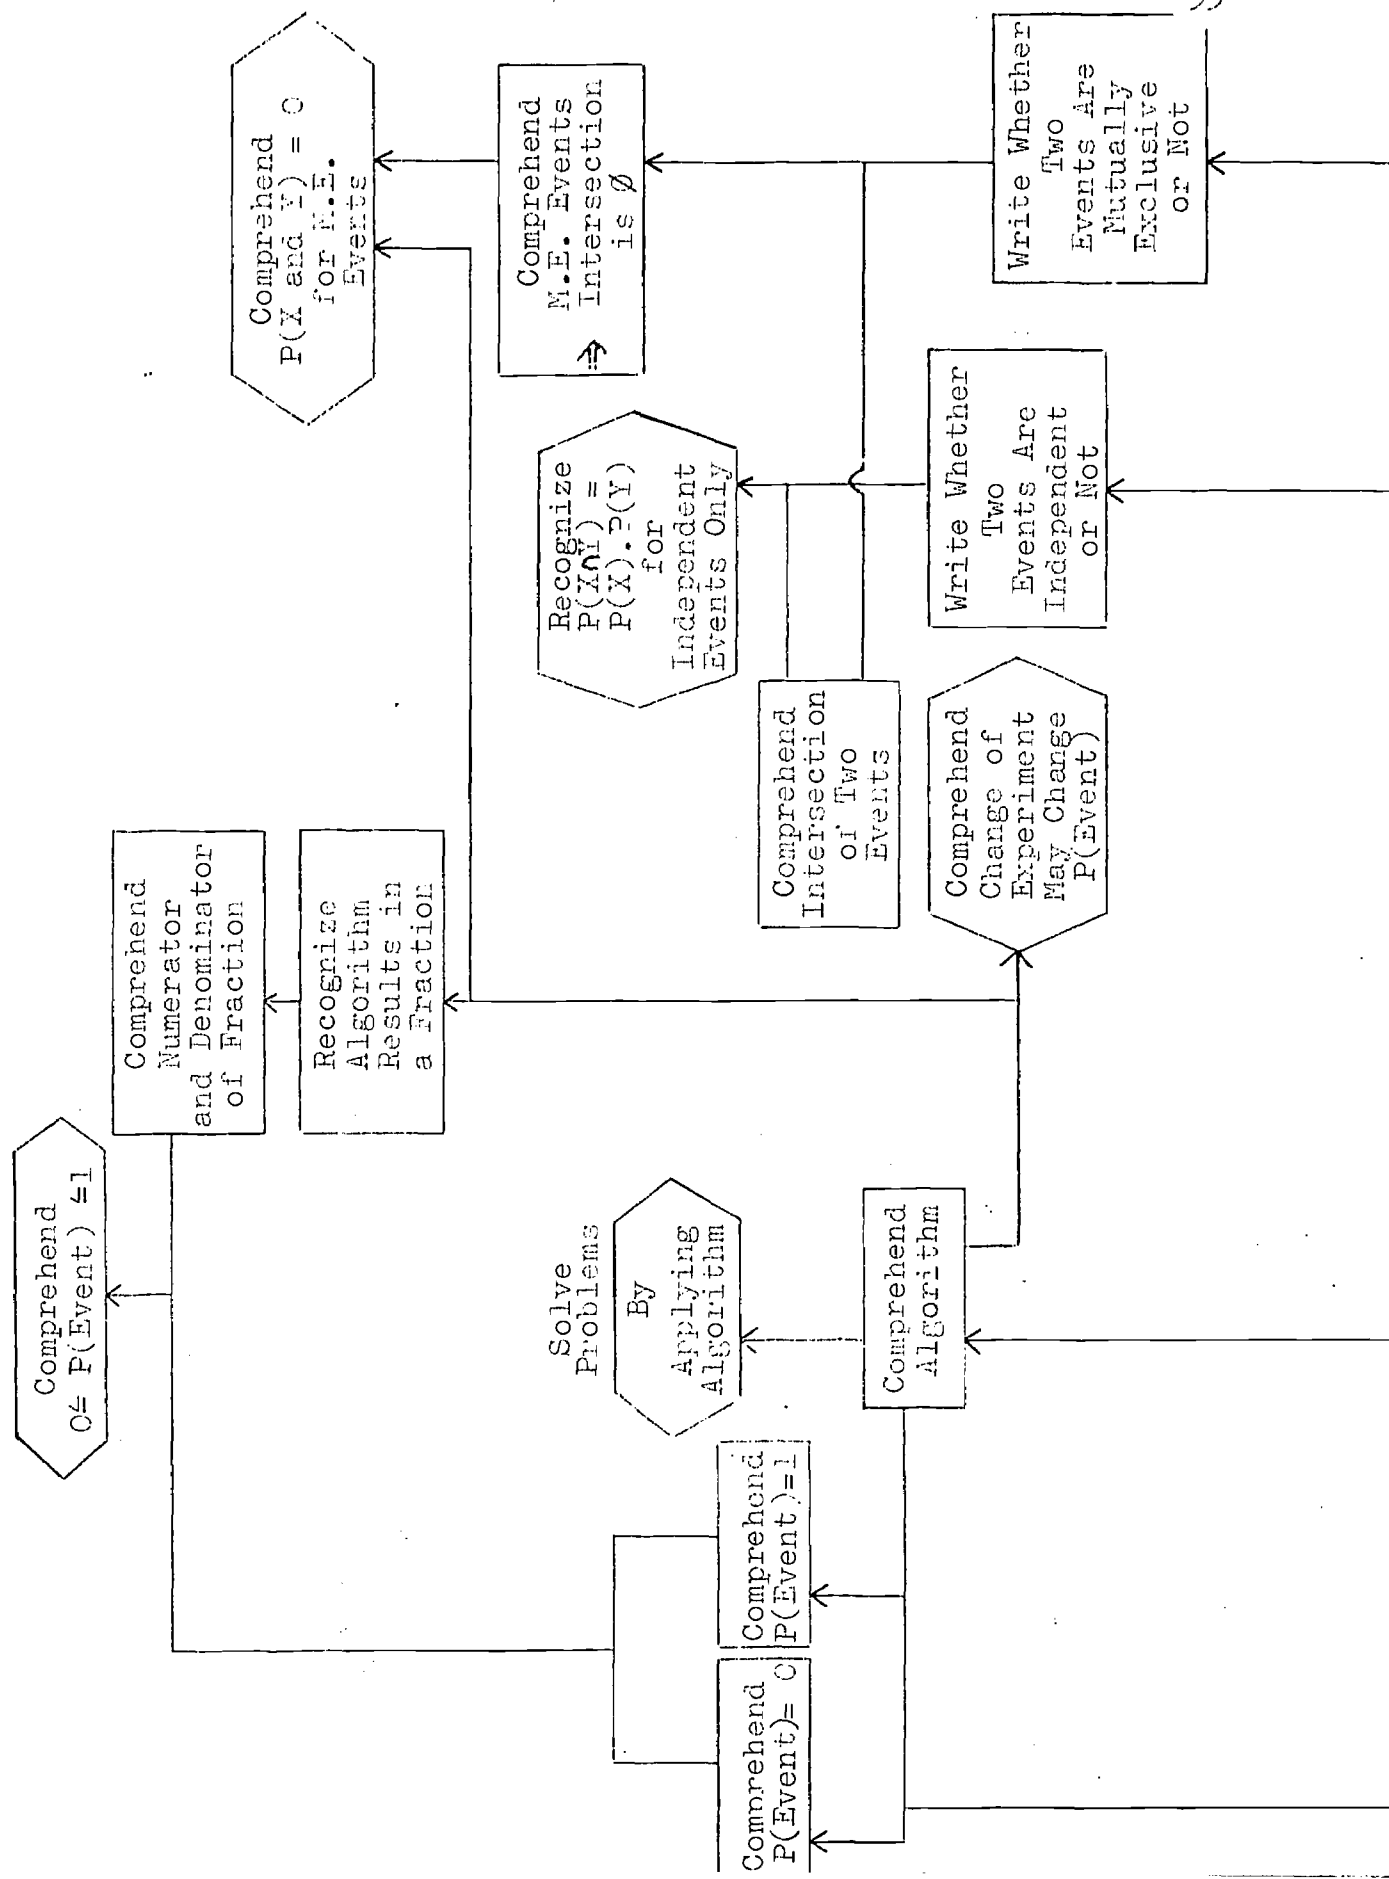 Comprehend
0≤ P(Event) ≤1
Comprehend
Numerator
and Denominator
of Fraction
Recognize
Algorithm
Results in
a Fraction
Comprehend
P(X and Y) = 0
for M.E.
Events
Comprehend
M.E. Events
⇒ Intersection
is Ø
Recognize
P(X∩Y) =
P(X).P(Y)
for
Independent
Events Only
Solve
Problems
By
Applying
Algorithm
Comprehend
P(Event)= 0
Comprehend
P(Event)=1
Comprehend
Algorithm
Comprehend
Intersection
of Two
Events
Comprehend
Change of
Experiment
May Change
P(Event)
Write Whether
Two
Events Are
Independent
or Not
Write Whether
Two
Events Are
Mutually
Exclusive
or Not